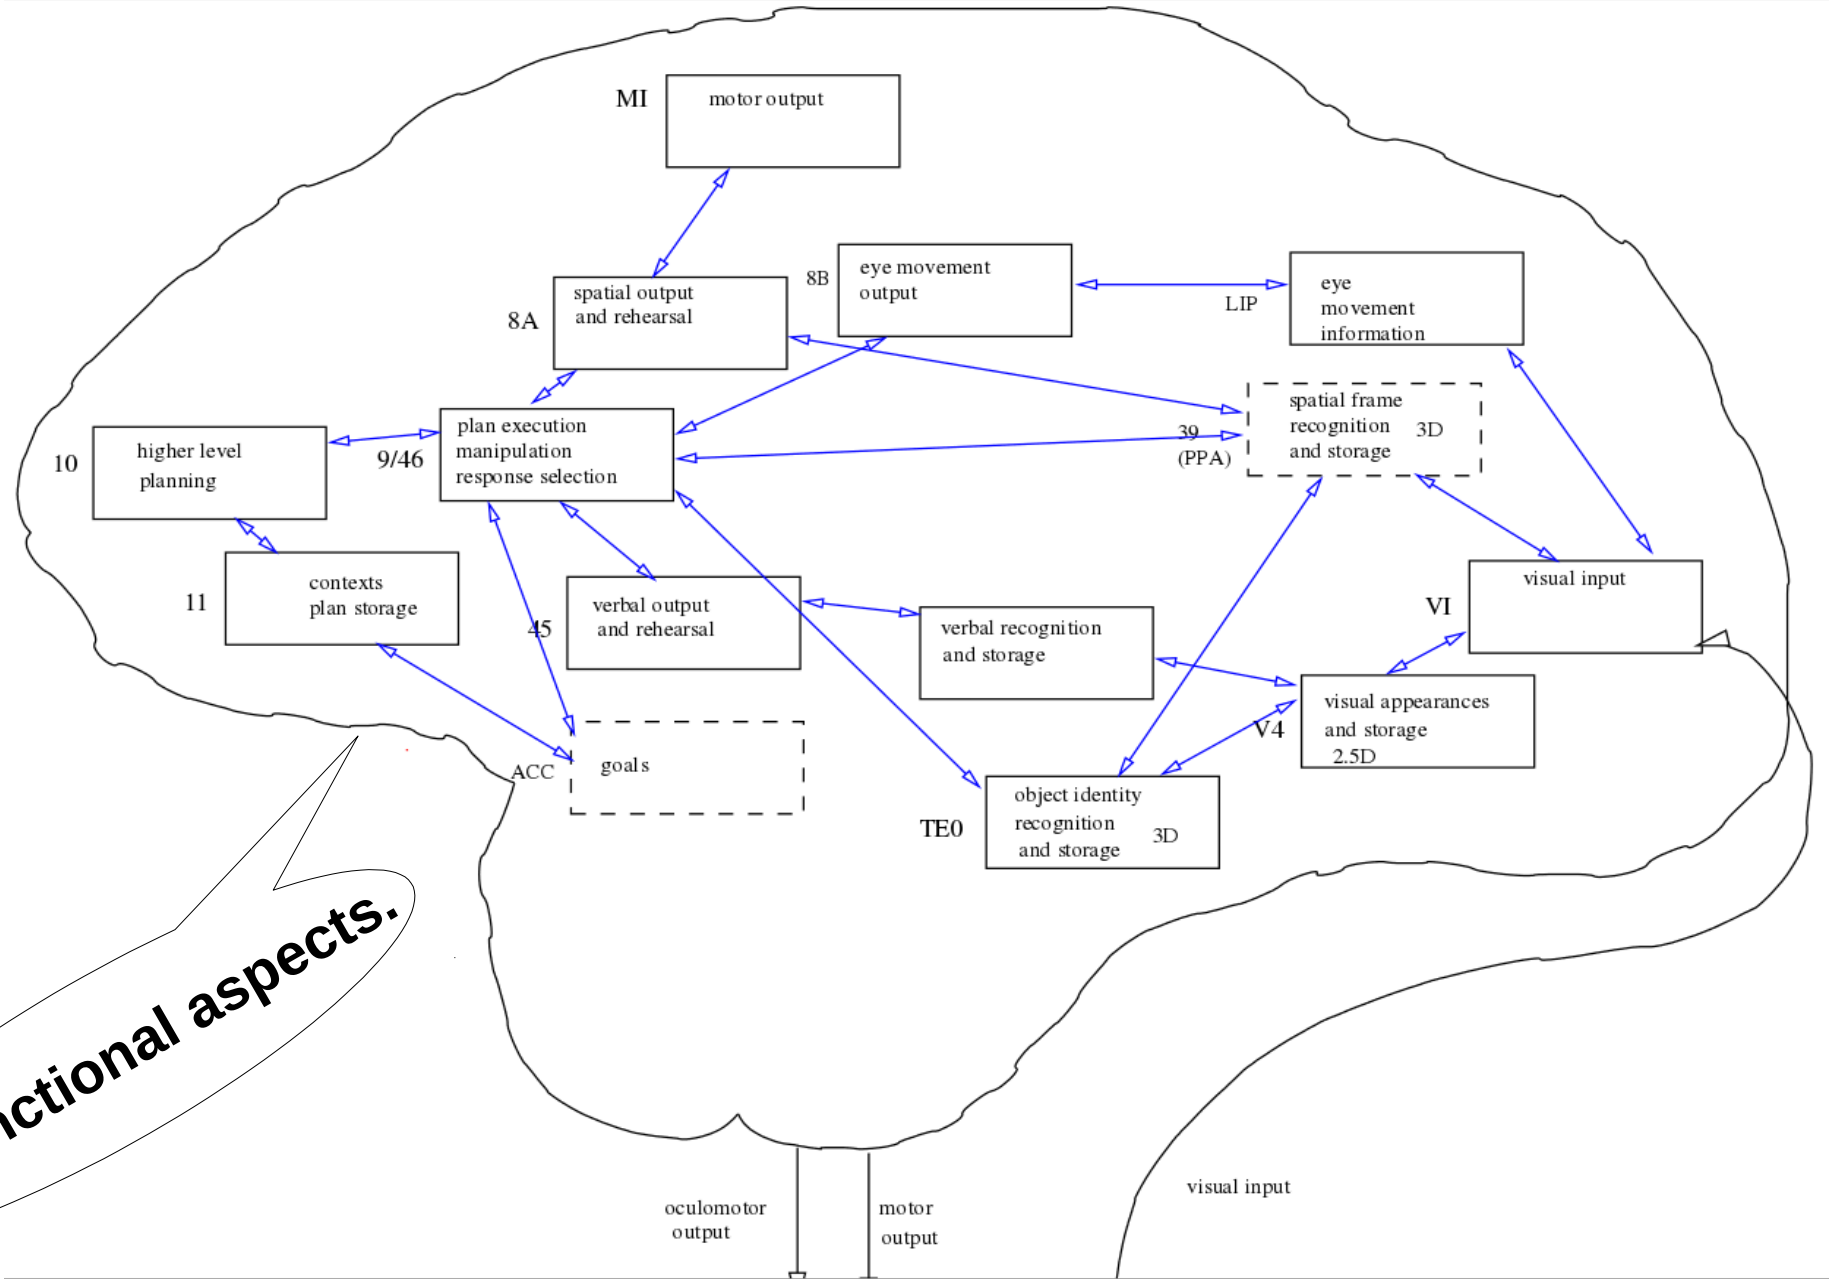 MI
motor output
8A
spatial output
and rehearsal
8B
eye movement
output
LIP
eye
movement
information
10
higher level
planning
9/46
plan execution
manipulation
response selection
39
(PPA)
spatial frame
recognition
and storage
3D
11
contexts
plan storage
45
verbal output
and rehearsal
verbal recognition
and storage
VI
visual input
V4
visual appearances
and storage
2.5D
ACC
goals
TE0
object identity
recognition
and storage
3D
nctional aspects.
oculomotor
output
motor
output
visual input